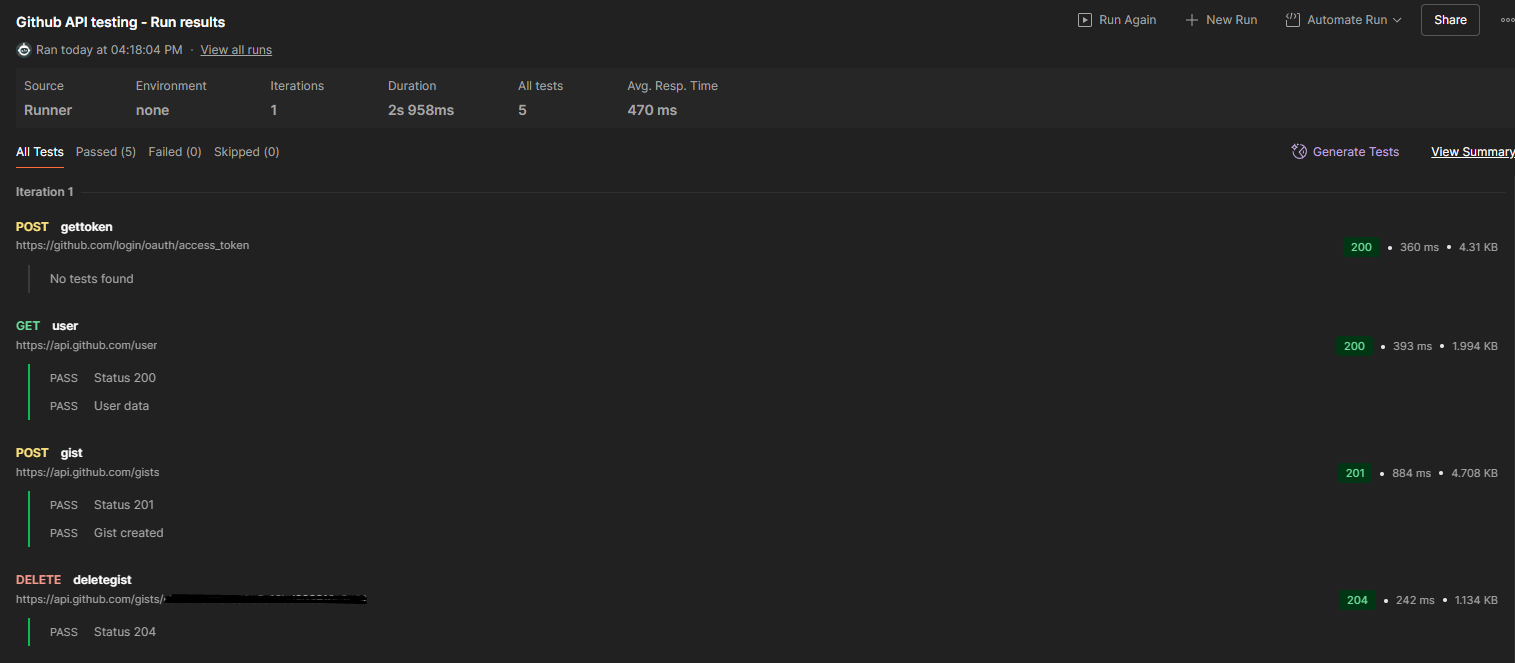 Github API testing - Run results
Run Again New Run Automate Run Share
Ran today at 04:18:04 PM · View all runs
Source Environment Iterations Duration All tests Avg. Resp. Time
Runner none 1 2s 958ms 5 470 ms
All Tests Passed (5) Failed (0) Skipped (0) Generate Tests View Summary
Iteration 1
POST gettoken
https://github.com/login/oauth/access_token
200 • 360 ms • 4.31 KB
No tests found
GET user
https://api.github.com/user
200 • 393 ms • 1.994 KB
PASS Status 200
PASS User data
POST gist
https://api.github.com/gists
201 • 884 ms • 4.708 KB
PASS Status 201
PASS Gist created
DELETE deletegist
https://api.github.com/gists/
204 • 242 ms • 1.134 KB
PASS Status 204